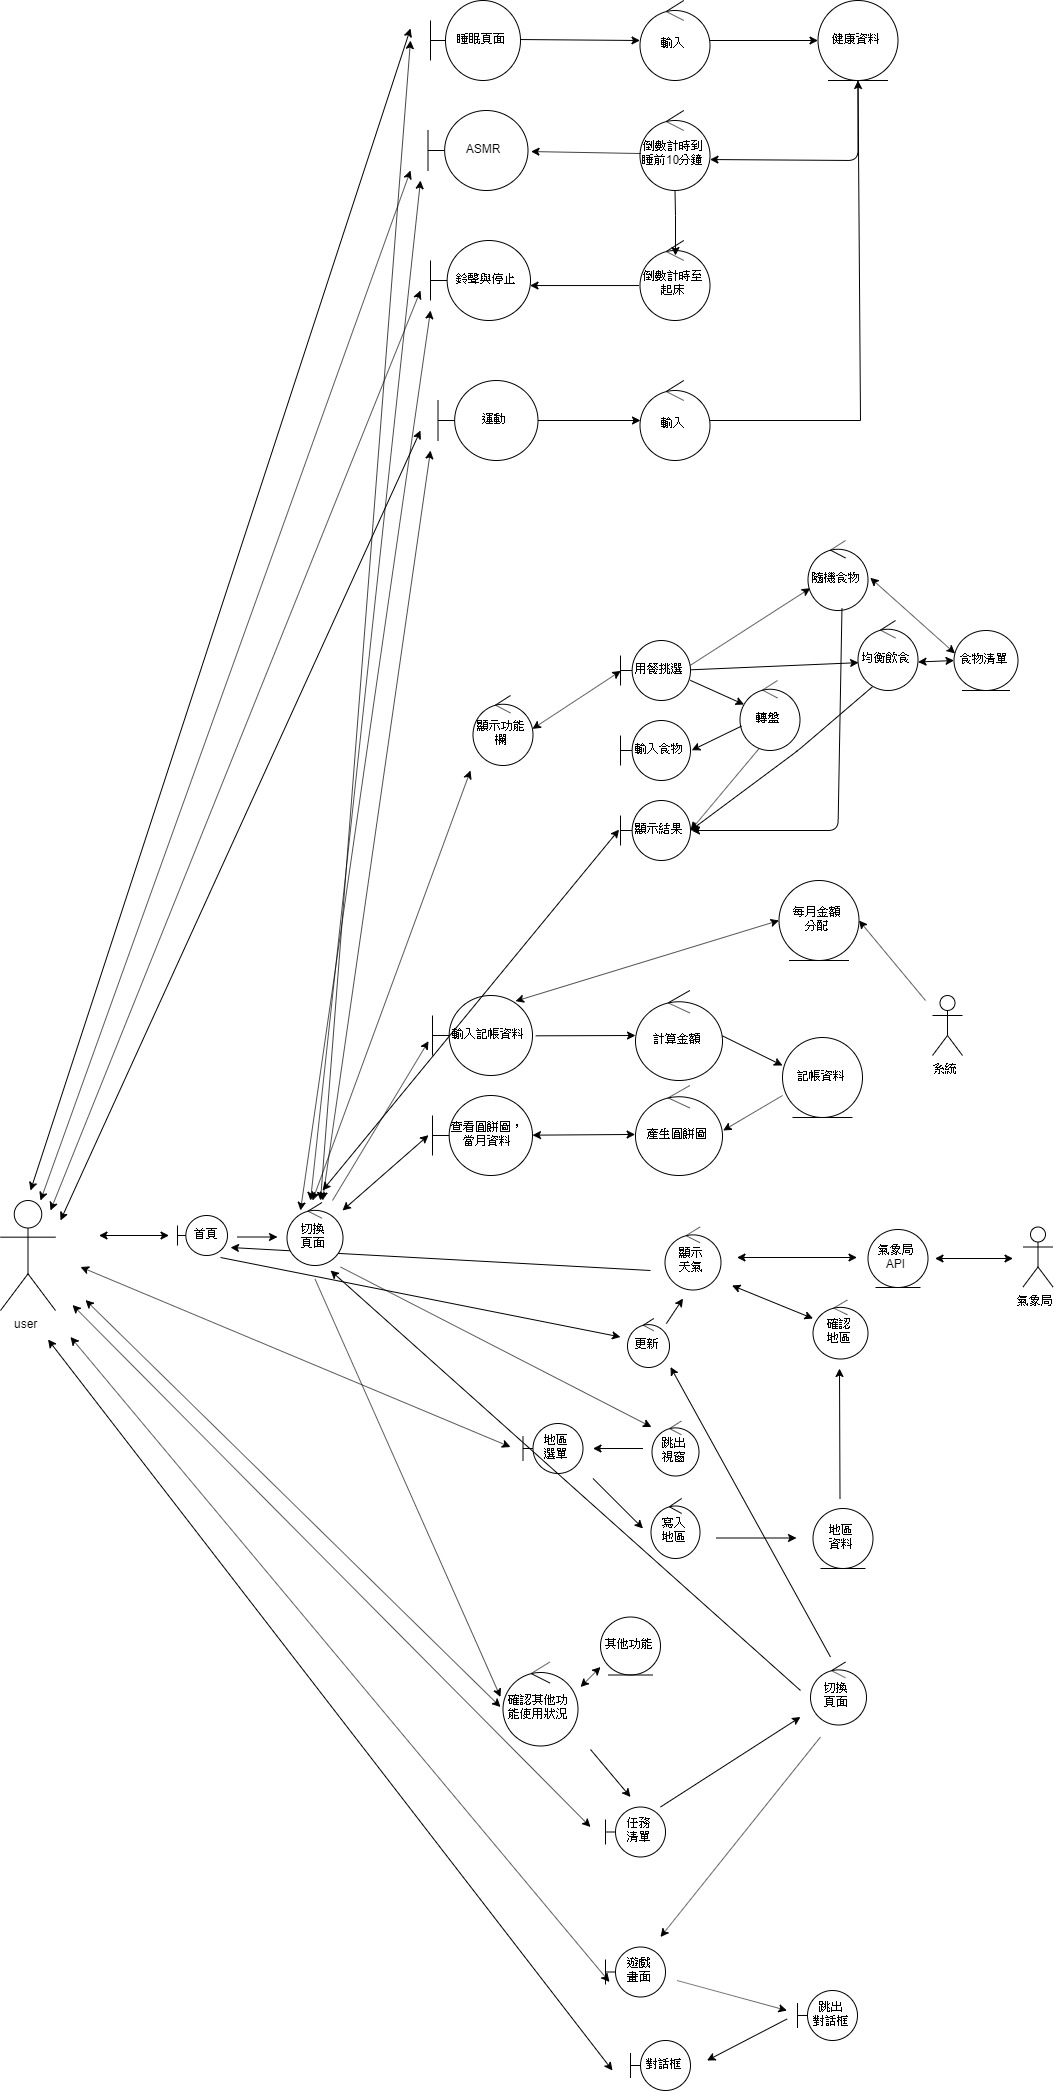 睡眠頁面
輸入
健康資料
ASMR
倒數計時到
睡前10分鐘
鈴聲與停止
倒數計時至
起床
運動
輸入
隨機食物
均衡飲食
食物清單
用餐挑選
轉盤
顯示功能
欄
輸入食物
顯示結果
每月金額
分配
輸入記帳資料
計算金額
系統
記帳資料
查看圓餅圖，
當月資料
產生圓餅圖
首頁
切換
頁面
顯示
天氣
氣象局
API
氣象局
user
更新
確認
地區
地區
選單
跳出
視窗
寫入
地區
地區
資料
其他功能
確認其他功
能使用狀況
切換
頁面
任務
清單
遊戲
畫面
跳出
對話框
對話框